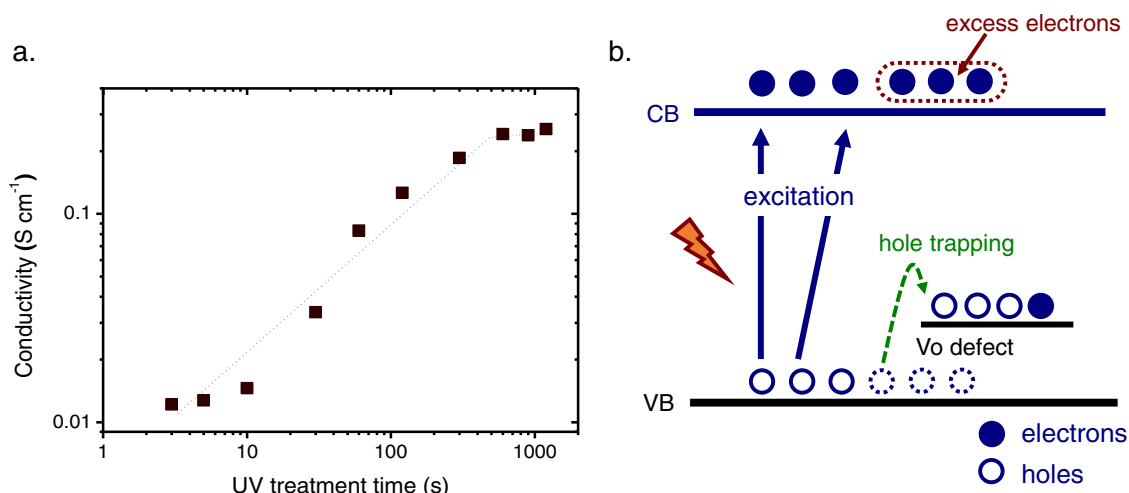 a.
Conductivity (S cm⁻¹)
0.1
0.01
1
10
100
1000
UV treatment time (s)
b.
excess electrons
CB
excitation
hole trapping
Vo defect
VB
electrons
holes